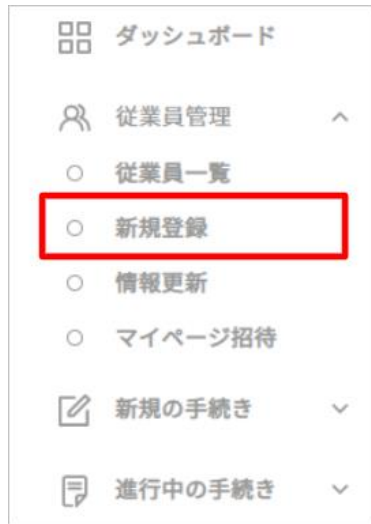 ダッシュボード
従業員管理
従業員一覧
新規登録
情報更新
マイページ招待
新規の手続き
進行中の手続き